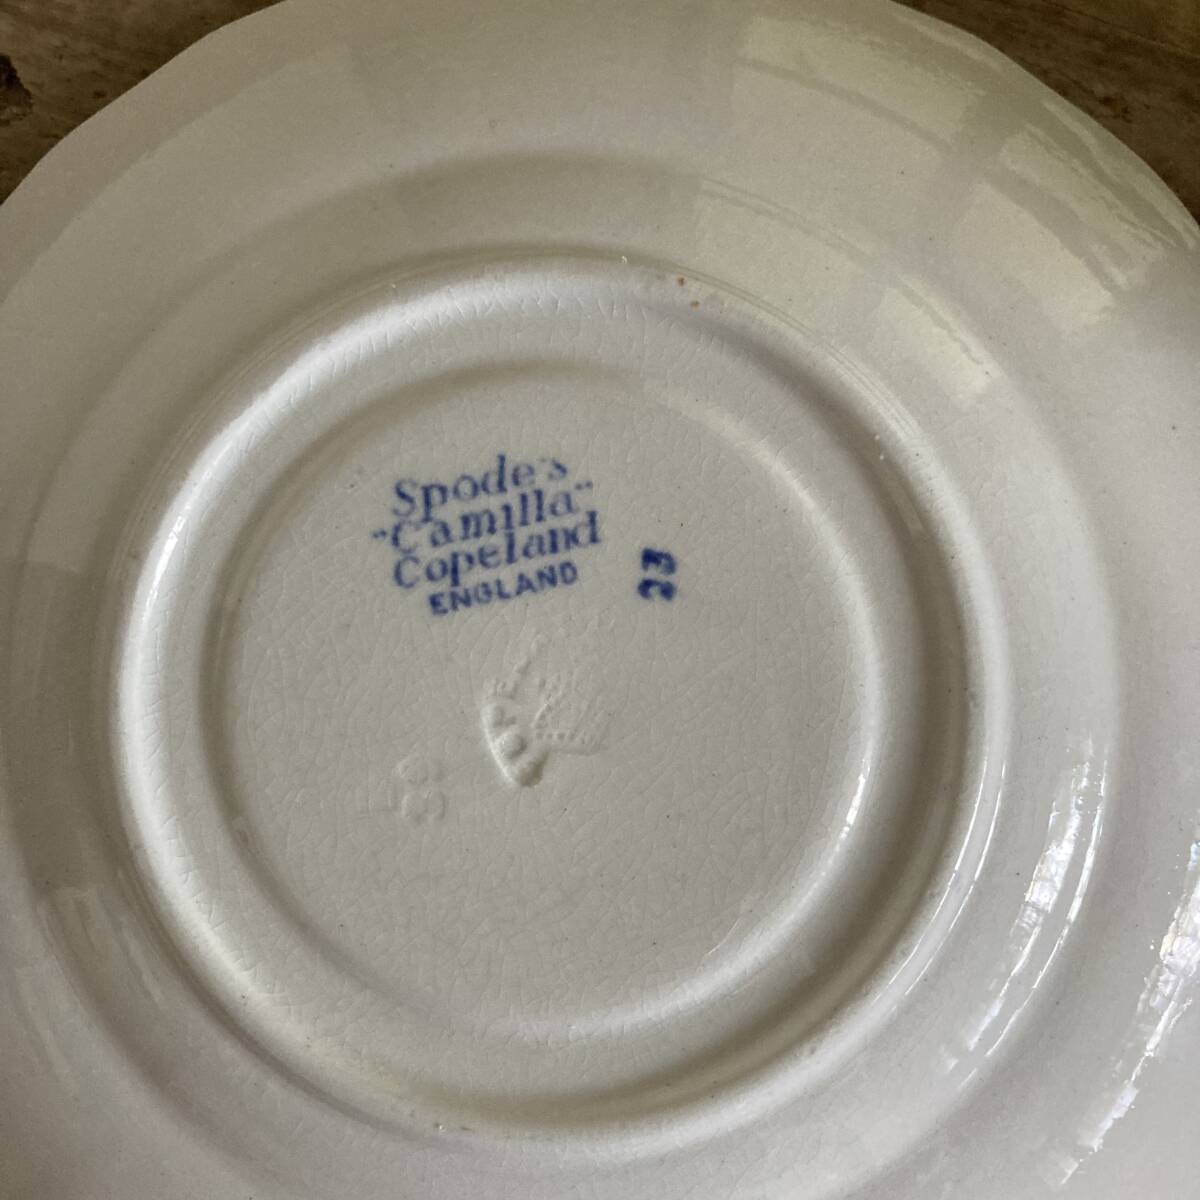 Spode's
"Camilla"
Copeland
ENGLAND
23